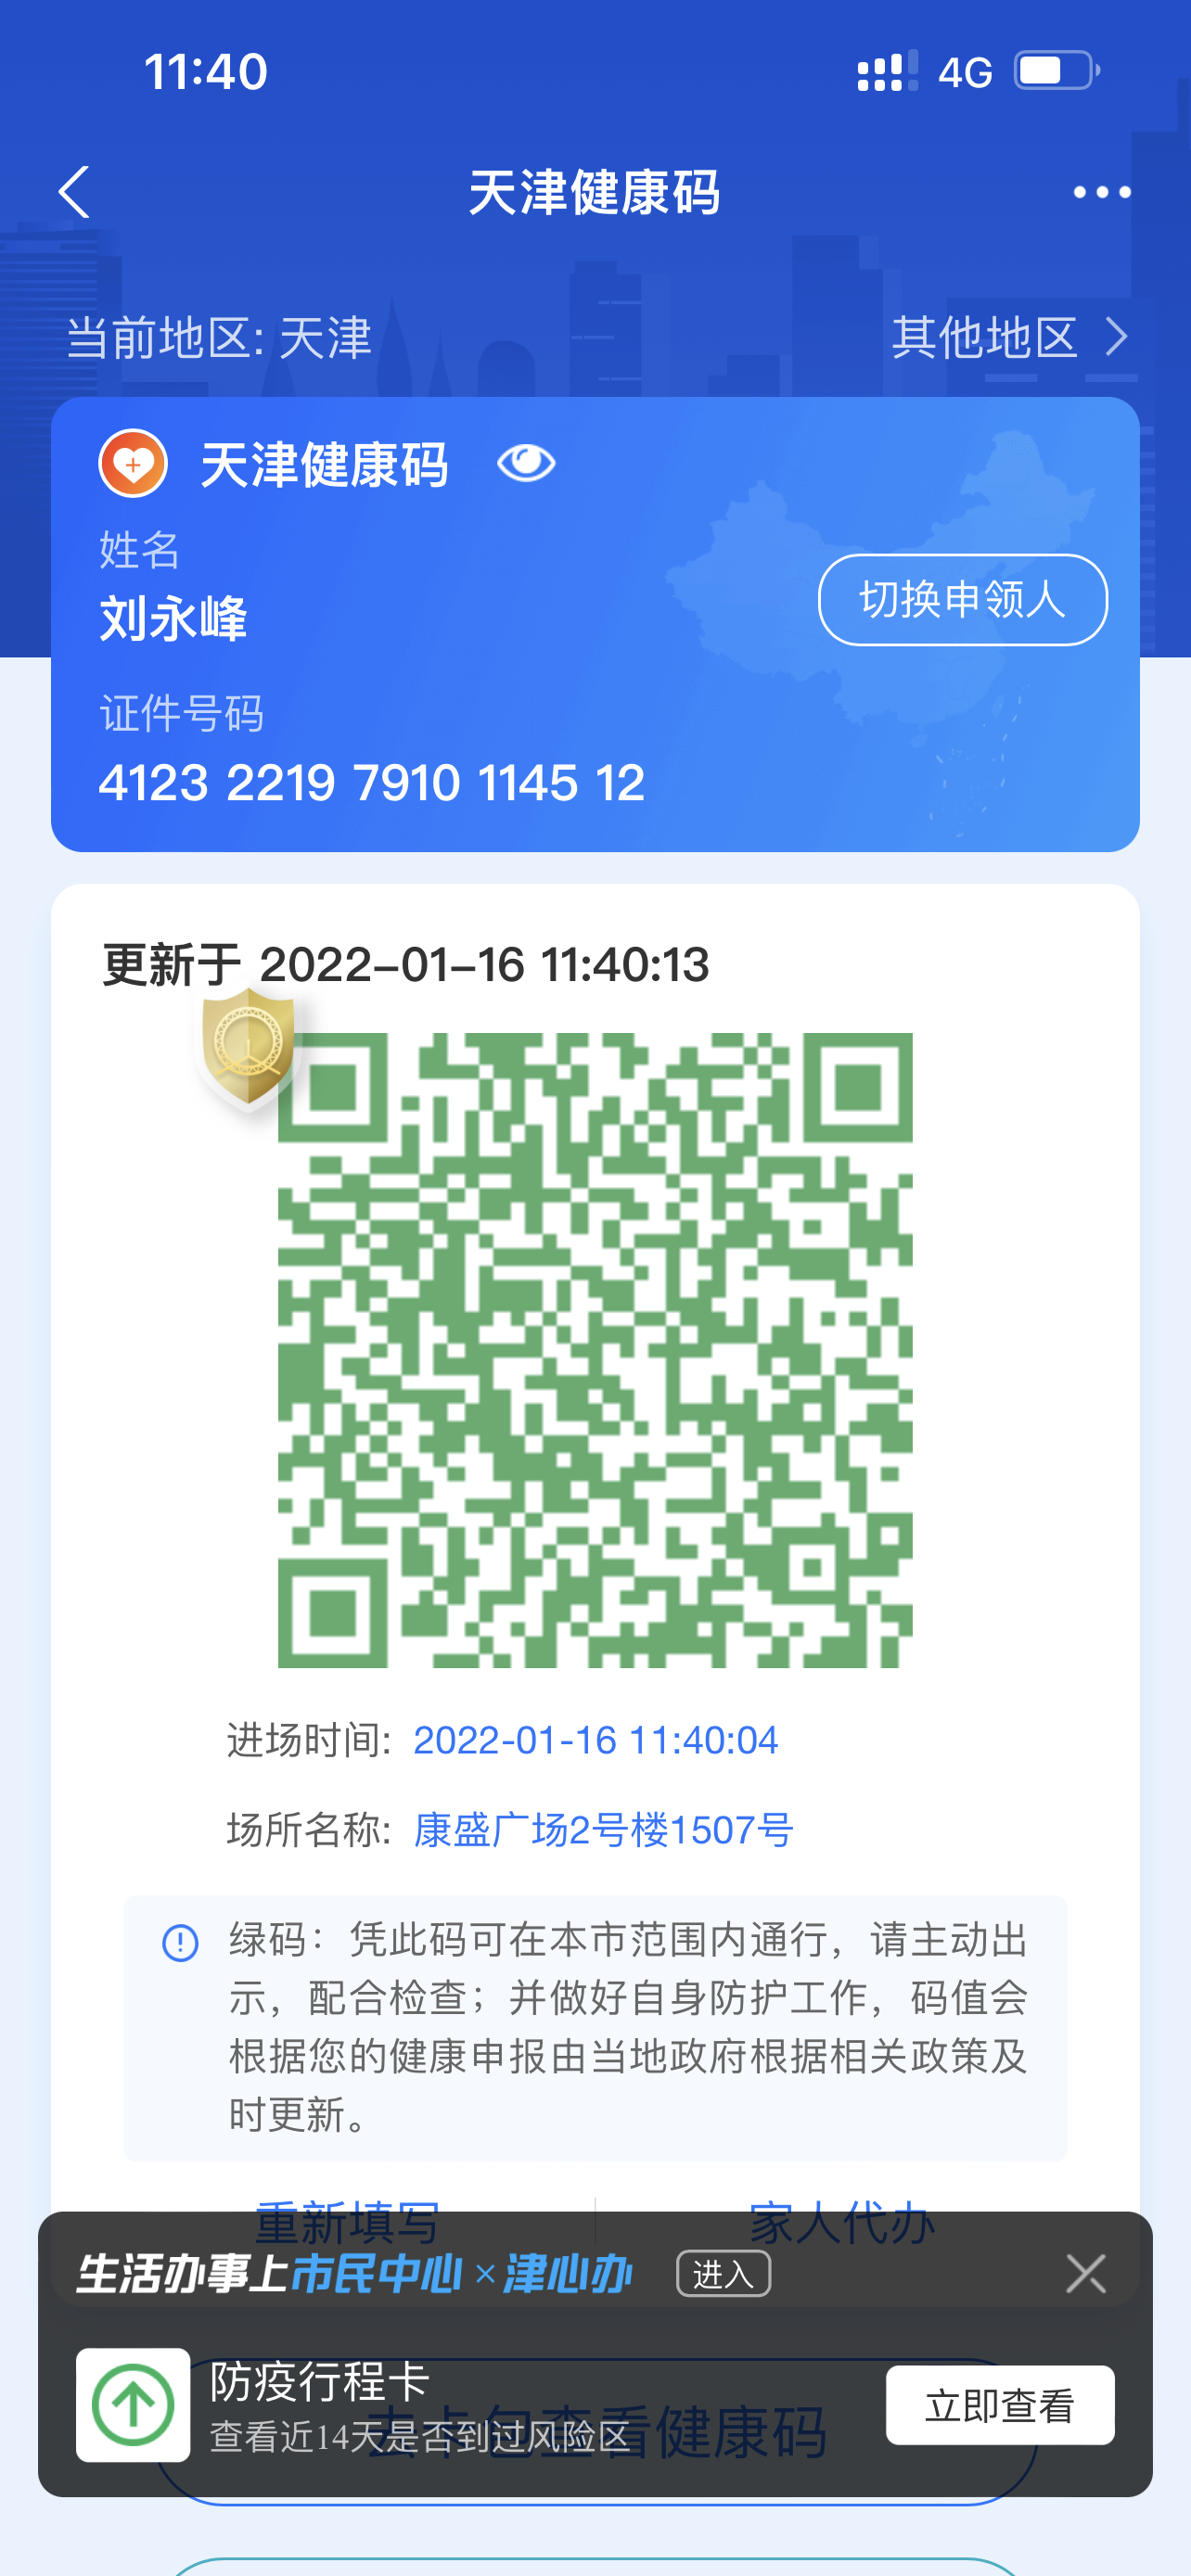 11:40
4G
天津健康码
当前地区: 天津
其他地区
天津健康码
姓名
刘永峰
切换申领人
证件号码
4123 2219 7910 1145 12
更新于 2022-01-16 11:40:13
进场时间: 2022-01-16 11:40:04
场所名称: 康盛广场2号楼1507号
绿码：凭此码可在本市范围内通行，请主动出
示，配合检查；并做好自身防护工作，码值会
根据您的健康申报由当地政府根据相关政策及
时更新。
重新填写
家人代办
生活办事上市民中心×津心办
进入
防疫行程卡
查看近14天是否到过风险区
立即查看
去卡包查看健康码